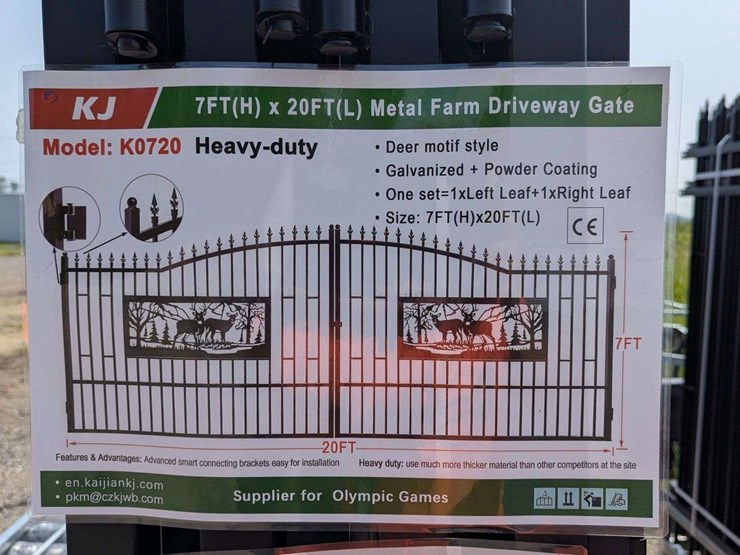 KJ
7FT(H) x 20FT(L) Metal Farm Driveway Gate
Model: K0720 Heavy-duty
• Deer motif style
• Galvanized + Powder Coating
• One set=1xLeft Leaf+1xRight Leaf
• Size: 7FT(H)x20FT(L)
CE
7FT
20FT
Features & Advantages: Advanced smart connecting brackets easy for installation Heavy duty: use much more thicker material than other competitors at the site
• en.kaijiankj.com
• pkm@czkjwb.com
Supplier for Olympic Games